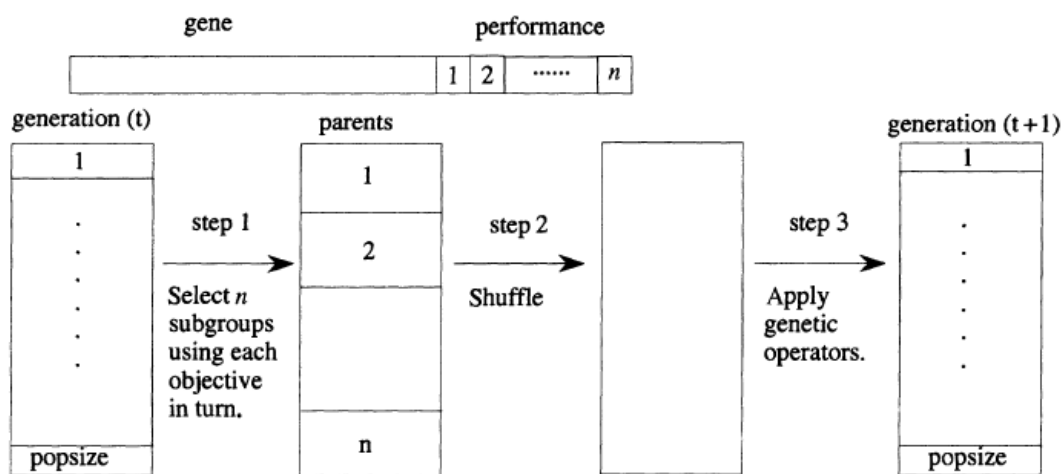 gene performance
1 2 ······ n
generation (t) parents generation (t+1)
1 1 1
step 1 2 step 2 step 3
Select n
subgroups
using each
objective
in turn.
Shuffle
Apply
genetic
operators.
popsize n popsize